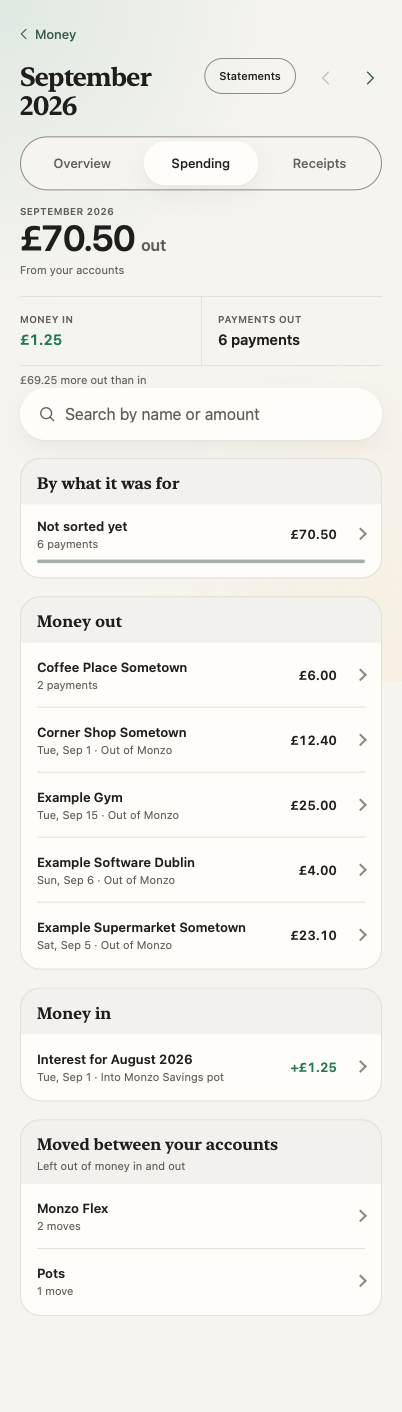 Money
September
2026
Statements
Overview
Spending
Receipts
SEPTEMBER 2026
£70.50 out
From your accounts
MONEY IN
£1.25
PAYMENTS OUT
6 payments
£69.25 more out than in
Search by name or amount
By what it was for
Not sorted yet
6 payments
£70.50
Money out
Coffee Place Sometown
2 payments
£6.00
Corner Shop Sometown
Tue, Sep 1 · Out of Monzo
£12.40
Example Gym
Tue, Sep 15 · Out of Monzo
£25.00
Example Software Dublin
Sun, Sep 6 · Out of Monzo
£4.00
Example Supermarket Sometown
Sat, Sep 5 · Out of Monzo
£23.10
Money in
Interest for August 2026
Tue, Sep 1 · Into Monzo Savings pot
+£1.25
Moved between your accounts
Left out of money in and out
Monzo Flex
2 moves
Pots
1 move